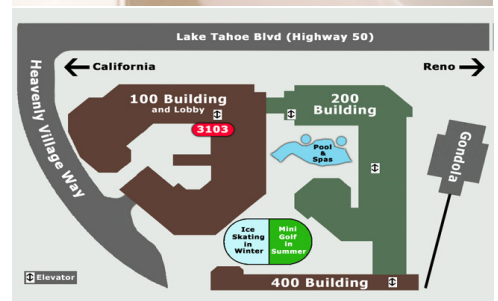 Lake Tahoe Blvd (Highway 50)
California
Reno
Heavenly Village Way
100 Building
and Lobby
200
Building
3103
Pool
&
Spas
Gondola
Ice
Skating
in
Winter
Mini
Golf
in
Summer
Elevator
400 Building